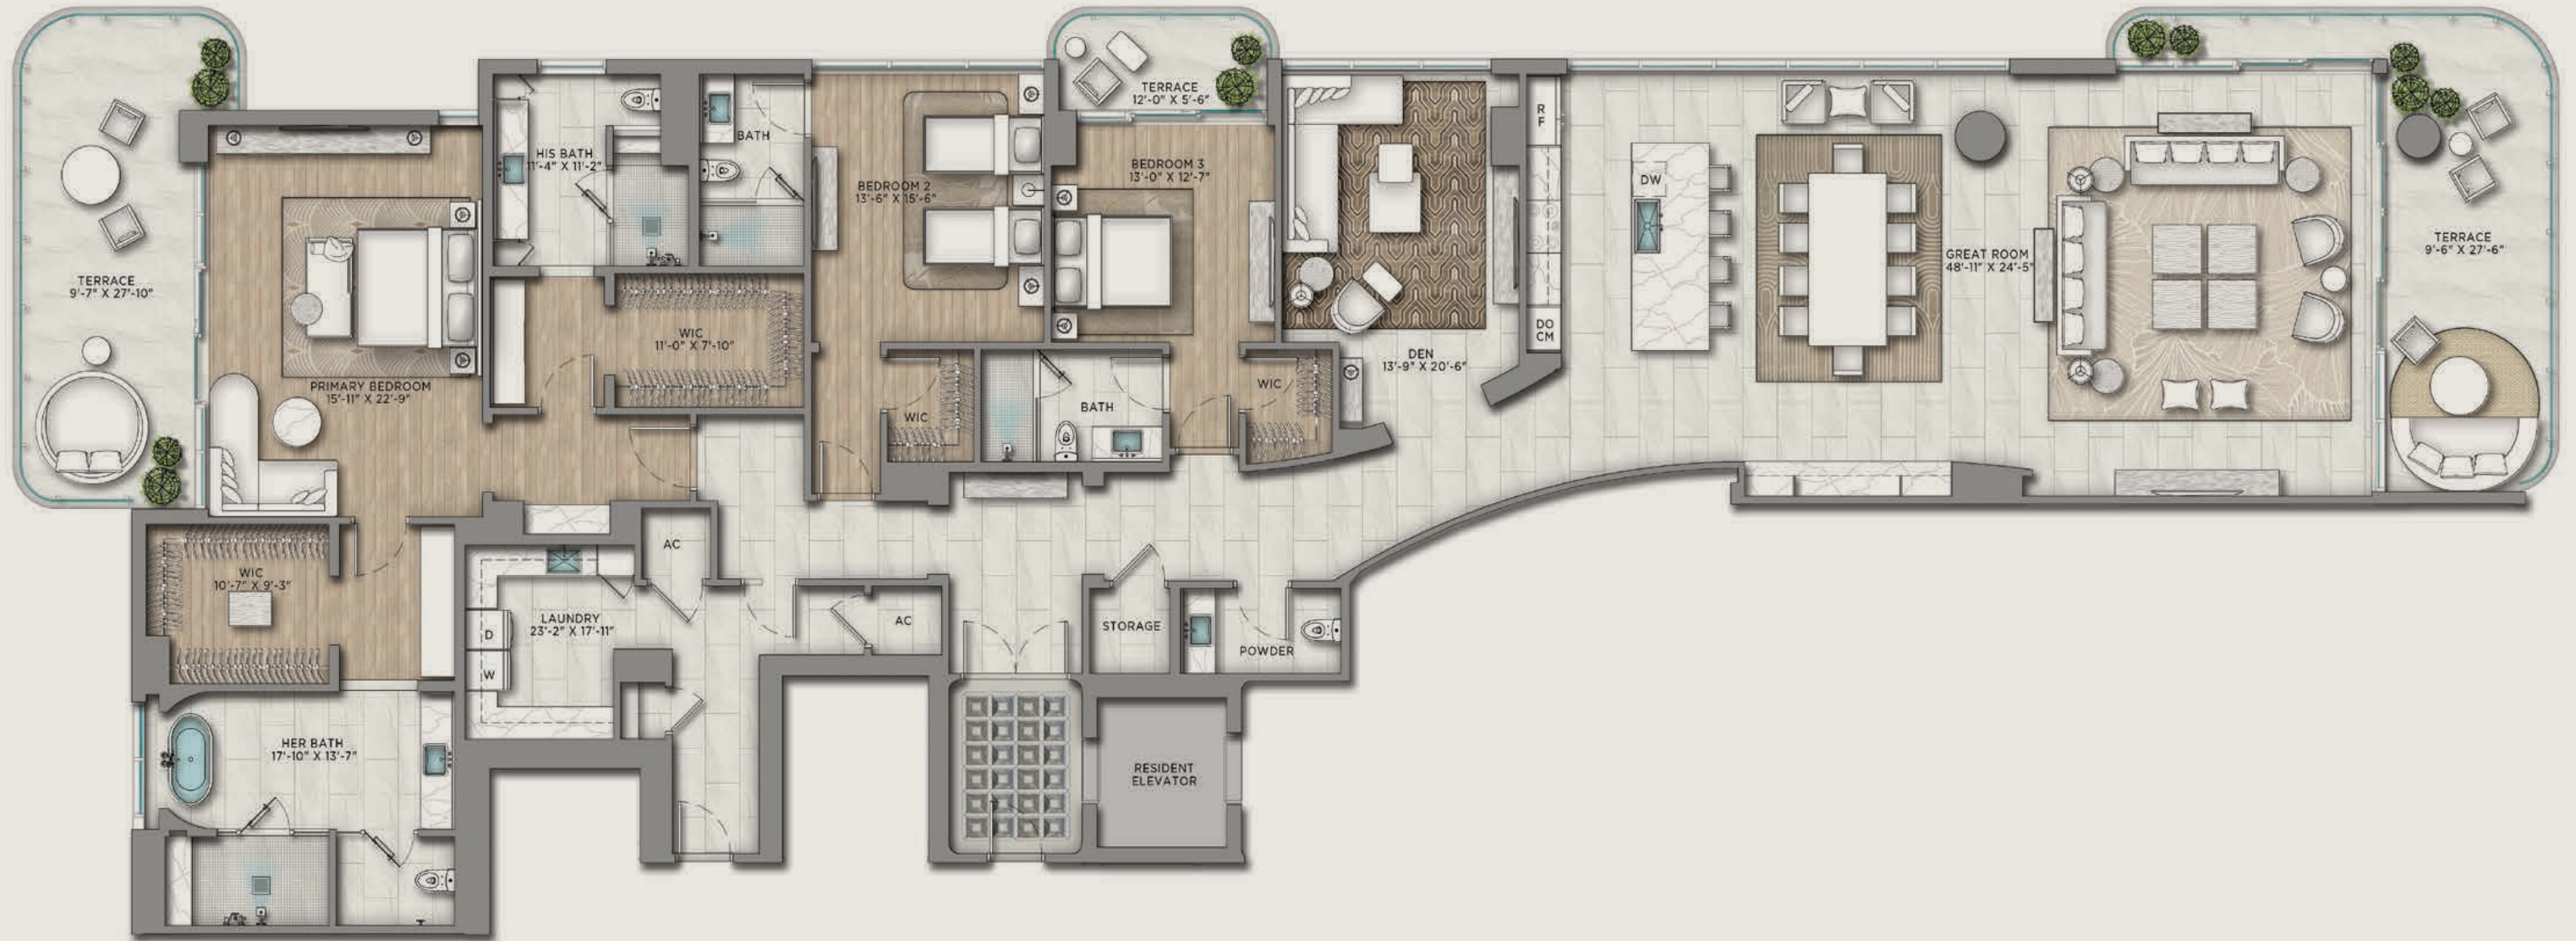 TERRACE
9'-7" X 27'-10"
PRIMARY BEDROOM
15'-11" X 22'-9"
HIS BATH
11'-4" X 11'-2"
BATH
WIC
11'-0" X 7'-10"
BEDROOM 2
13'-6" X 15'-6"
WIC
TERRACE
12'-0" X 5'-6"
BEDROOM 3
13'-0" X 12'-7"
BATH
WIC
DEN
13'-9" X 20'-6"
R
F
DO
CM
DW
GREAT ROOM
48'-11" X 24'-5"
TERRACE
9'-6" X 27'-6"
WIC
10'-7" X 9'-3"
LAUNDRY
23'-2" X 17'-11"
D
W
AC
AC
STORAGE
POWDER
HER BATH
17'-10" X 13'-7"
RESIDENT
ELEVATOR